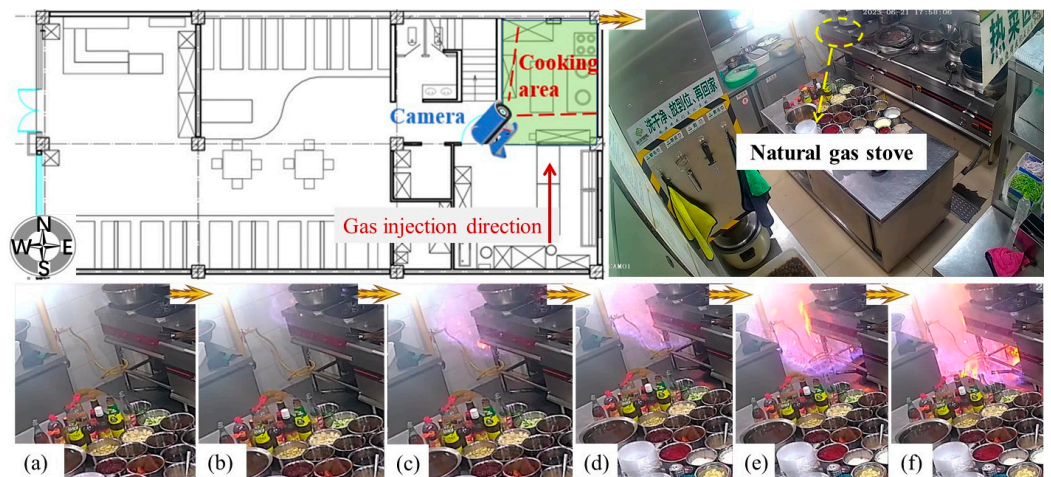 Cooking
area
Camera
Gas injection direction
N
W E
S
2023-06-21 17:58:06
热菜
Natural gas stove
洗干净、放到位、再回家
CAM01
(a)
(b)
(c)
(d)
(e)
(f)